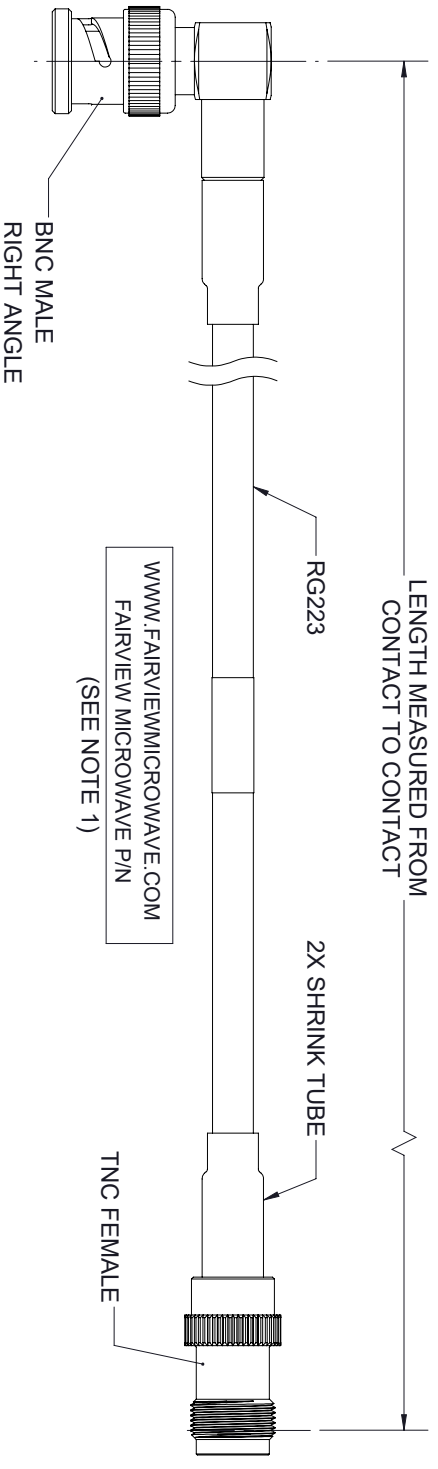 LENGTH MEASURED FROM
CONTACT TO CONTACT
RG223
2X SHRINK TUBE
WWW.FAIRVIEWMICROWAVE.COM
FAIRVIEW MICROWAVE P/N
(SEE NOTE 1)
BNC MALE
RIGHT ANGLE
TNC FEMALE